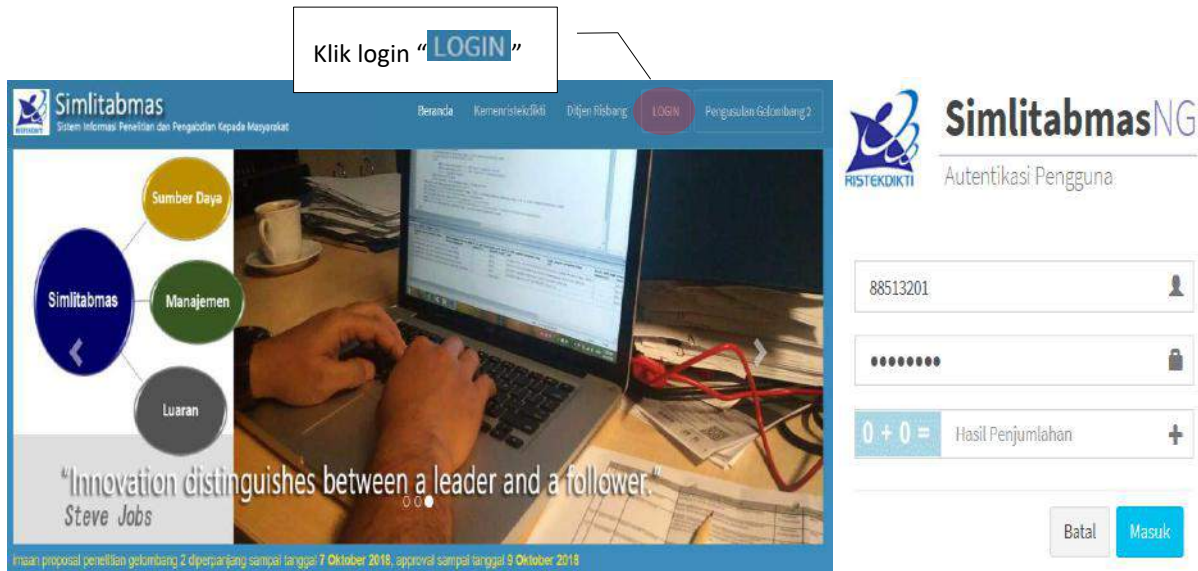 Klik login “LOGIN”
Simlitabmas
Sistem Informasi Penelitian dan Pengabdian Kepada Masyarakat
Beranda Kemenristekdikti Ditjen Risbang LOGIN Pengusulan Gelombang 2
RISTEKDIKTI
Sumber Daya
Simlitabmas
Manajemen
Luaran
“Innovation distinguishes between a leader and a follower.”
Steve Jobs
imaan proposal penelitian gelombang 2 diperpanjang sampai tanggal 7 Oktober 2018, approval sampai tanggal 9 Oktober 2018
RISTEKDIKTI
SimlitabmasNG
Autentikasi Pengguna
88513201
••••••••
0 + 0 = Hasil Penjumlahan
Batal Masuk